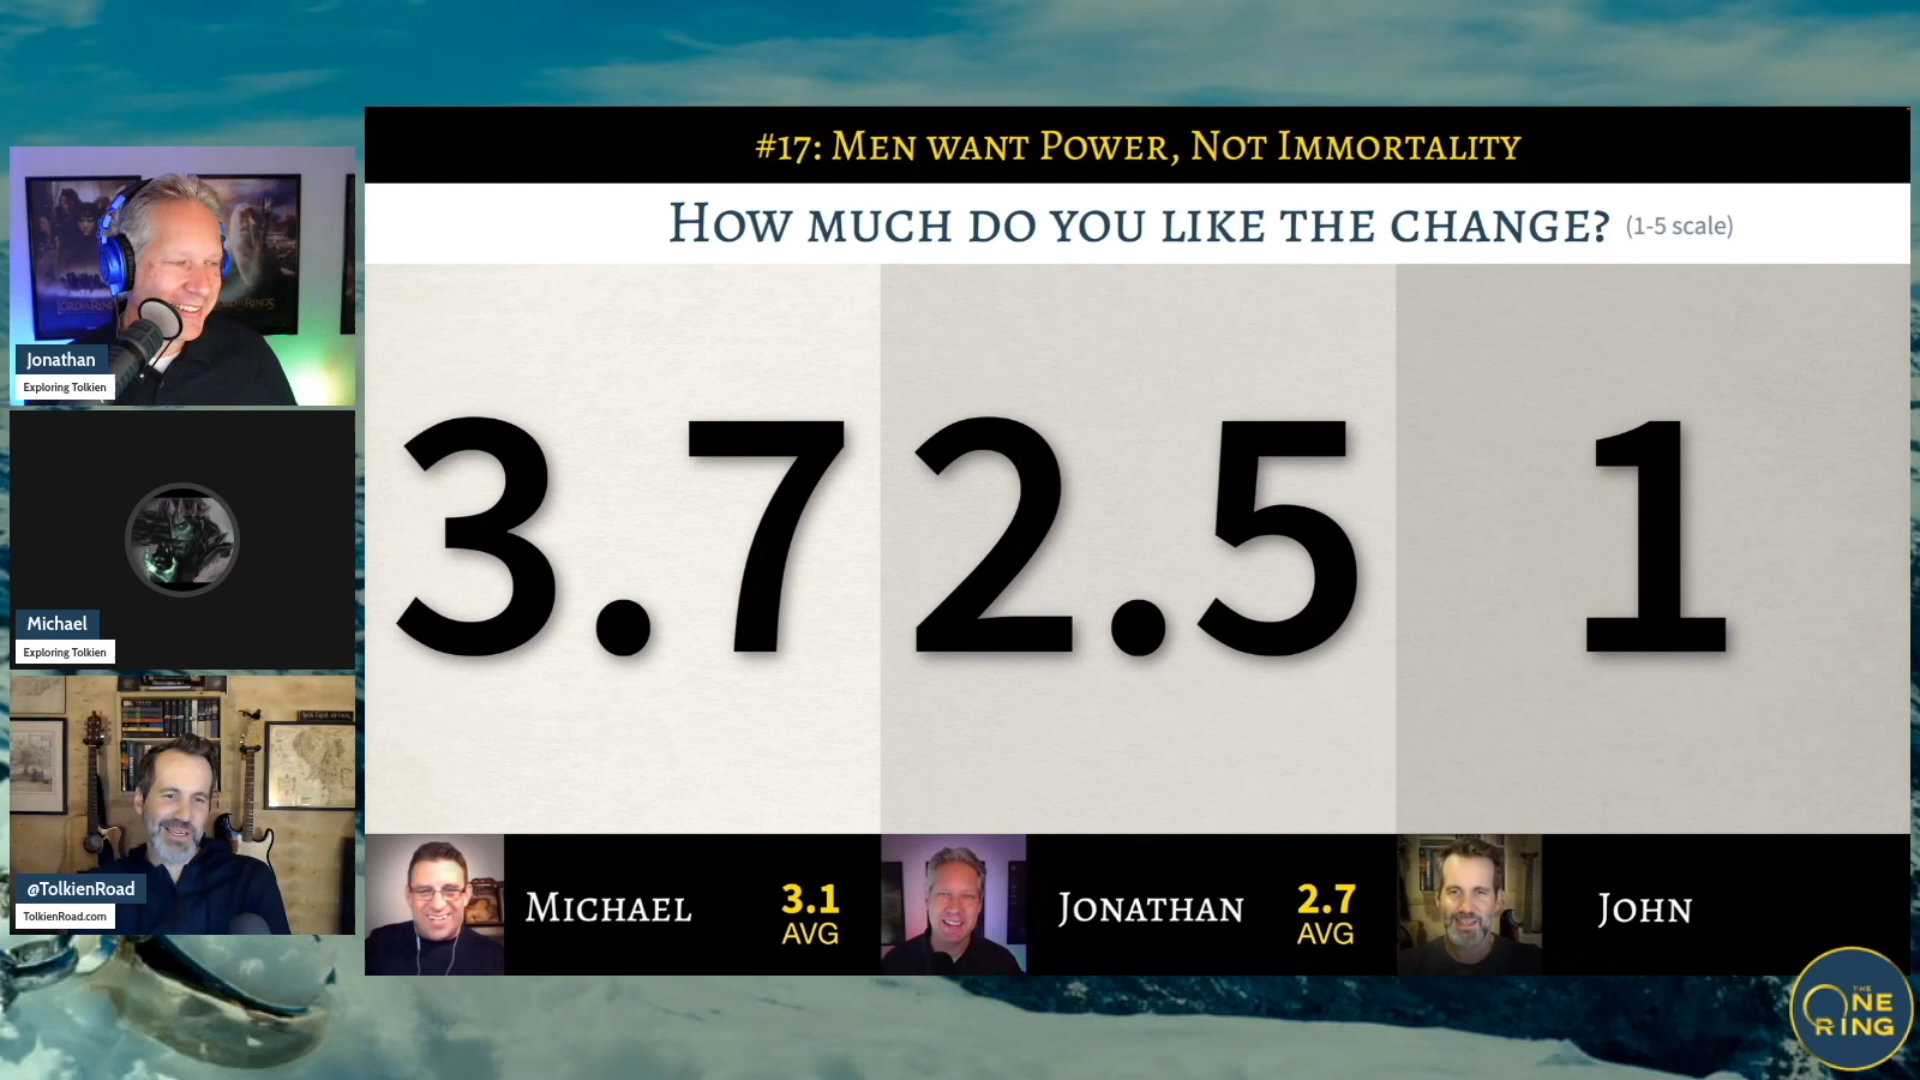 #17: Men want Power, Not Immortality
How much do you like the change? (1-5 scale)
3.7
2.5
1
Jonathan
Exploring Tolkien
Michael
Exploring Tolkien
@TolkienRoad
TolkienRoad.com
Michael
3.1
AVG
Jonathan
2.7
AVG
John
THE
ONE
RING